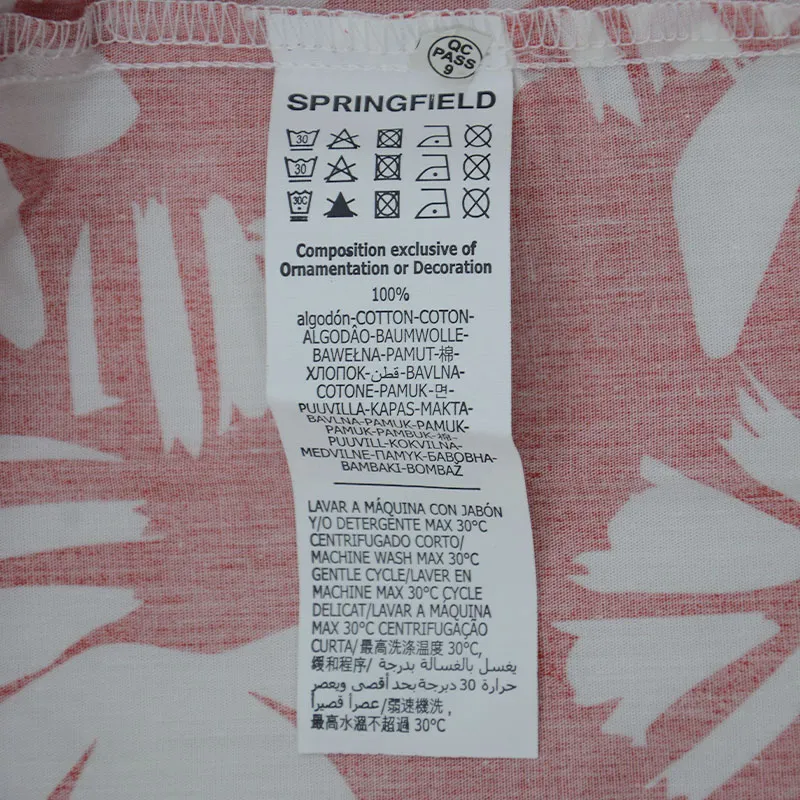 QC
PASS
9
SPRINGFIELD
30
30
30C
Composition exclusive of
Ornamentation or Decoration
100%
algodón-COTTON-COTON-
ALGODÃO-BAUMWOLLE-
BAWEŁNA-PAMUT-棉-
ХЛОПОК-قطن-BAVLNA-
COTONE-PAMUK-면-
PUUVILLA-KAPAS-MAKTA-
BAVLNA-PAMUK-PAMUK-
PAMUK-PAMBUK-棉-
PUUVILL-KOKVILNA-
MEDVILNE-ПАМУК-БАВОВНА-
BAMBAKI-BOMBAŽ
LAVAR A MÁQUINA CON JABÓN
Y/O DETERGENTE MAX 30°C
CENTRIFUGADO CORTO/
MACHINE WASH MAX 30°C
GENTLE CYCLE/LAVER EN
MACHINE MAX 30°C CYCLE
DELICAT/LAVAR A MÁQUINA
MAX 30°C CENTRIFUGAÇÃO
CURTA/最高洗涤温度 30°C,
緩和程序/ يغسل بالغسالة بدرجة
حرارة 30 درجة بحد أقصى ويعصر
عصراً قصيراً/弱速機洗,
最高水溫不超過 30°C